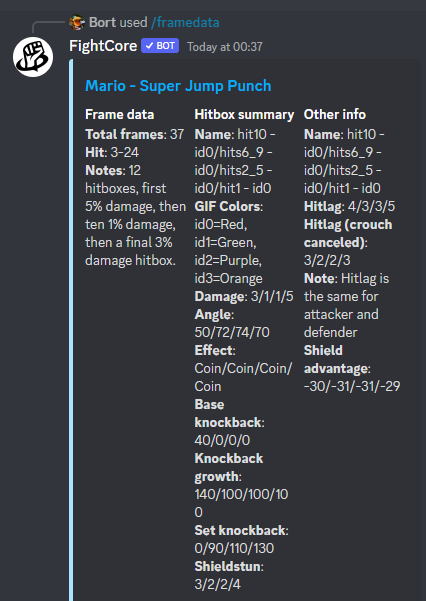 Bort used /framedata
FightCore ✓ BOT Today at 00:37
Mario - Super Jump Punch
Frame data
Total frames: 37
Hit: 3-24
Notes: 12
hitboxes, first
5% damage, then
ten 1% damage,
then a final 3%
damage hitbox.
Hitbox summary
Name: hit10 -
id0/hits6_9 -
id0/hits2_5 -
id0/hit1 - id0
GIF Colors:
id0=Red,
id1=Green,
id2=Purple,
id3=Orange
Damage: 3/1/1/5
Angle:
50/72/74/70
Effect:
Coin/Coin/Coin/
Coin
Base
knockback:
40/0/0/0
Knockback
growth:
140/100/100/10
0
Set knockback:
0/90/110/130
Shieldstun:
3/2/2/4
Other info
Name: hit10 -
id0/hits6_9 -
id0/hits2_5 -
id0/hit1 - id0
Hitlag: 4/3/3/5
Hitlag (crouch
canceled):
3/2/2/3
Note: Hitlag is
the same for
attacker and
defender
Shield
advantage:
-30/-31/-31/-29